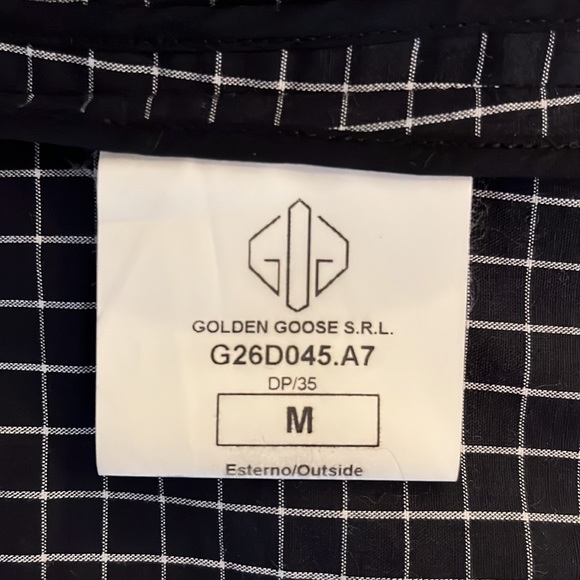 GOLDEN GOOSE S.R.L.
G26D045.A7
DP/35
M
Esterno/Outside